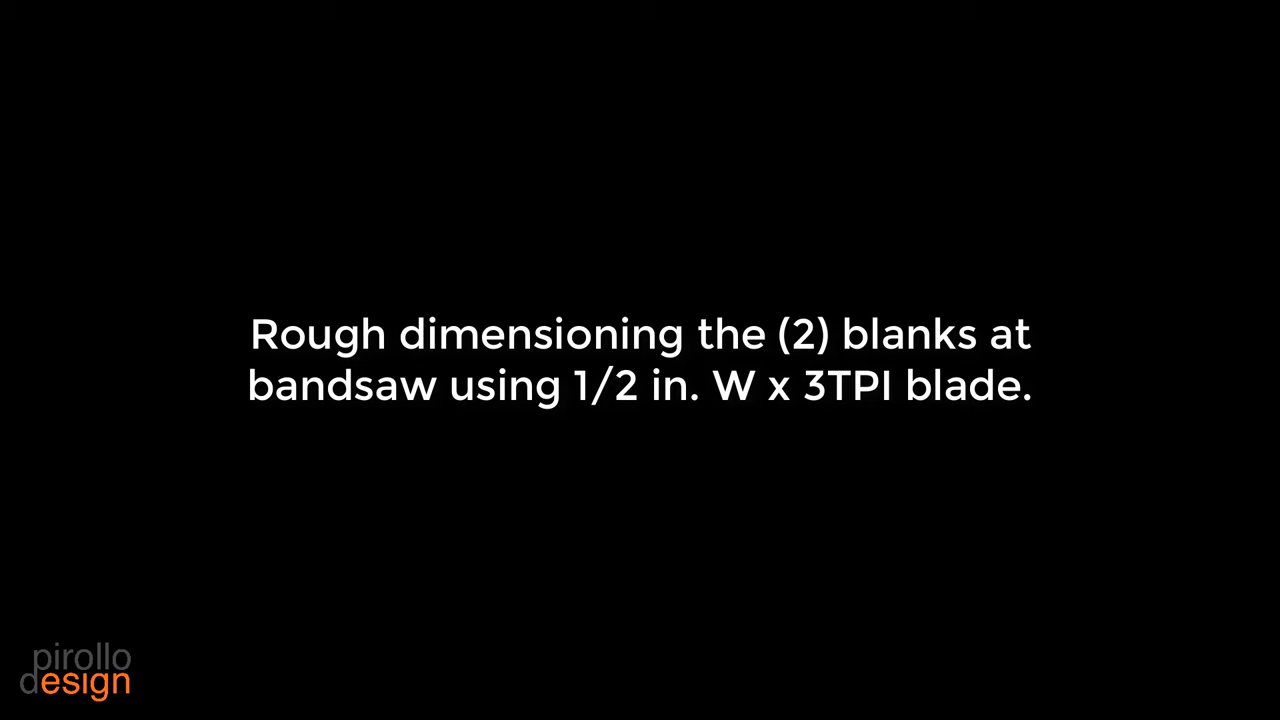 Rough dimensioning the (2) blanks at
bandsaw using 1/2 in. W x 3TPI blade.
pirollo
design